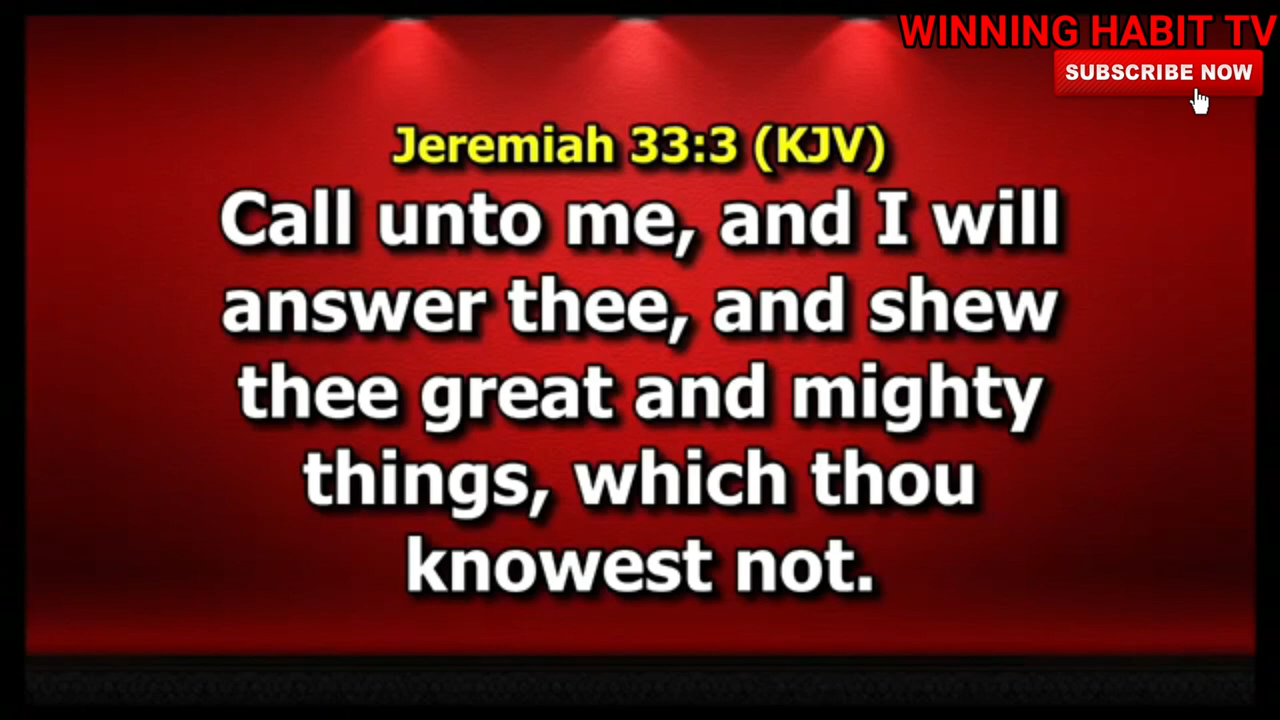 WINNING HABIT TV
SUBSCRIBE NOW
Jeremiah 33:3 (KJV)
Call unto me, and I will
answer thee, and shew
thee great and mighty
things, which thou
knowest not.